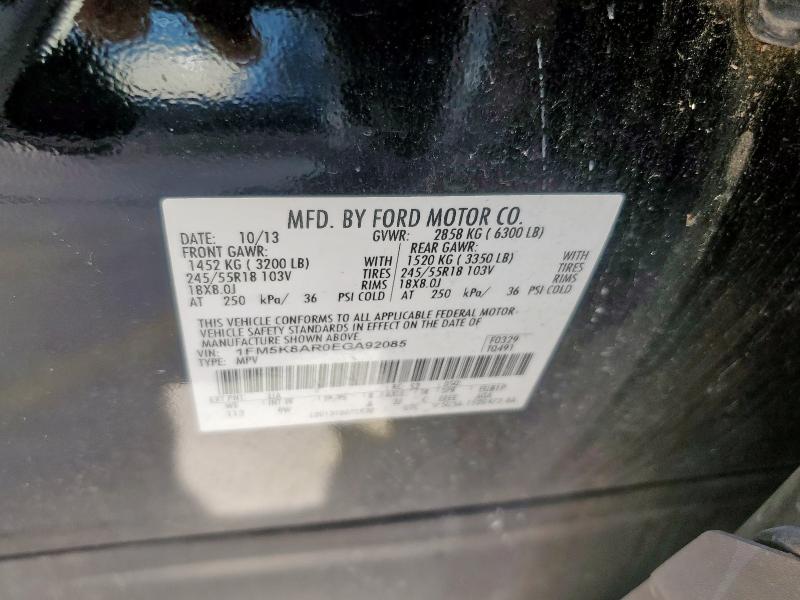 MFD. BY FORD MOTOR CO.
DATE: 10/13 GVWR: 2858 KG ( 6300 LB)
FRONT GAWR: REAR GAWR:
1452 KG ( 3200 LB) WITH 1520 KG ( 3350 LB) WITH
245/55R18 103V TIRES 245/55R18 103V TIRES
18X8.0J RIMS 18X8.0J RIMS
AT 250 kPa/ 36 PSI COLD AT 250 kPa/ 36 PSI COLD
THIS VEHICLE CONFORMS TO ALL APPLICABLE FEDERAL MOTOR
VEHICLE SAFETY STANDARDS IN EFFECT ON THE DATE OF
MANUFACTURE SHOWN ABOVE.
VIN: 1FM5K8AR0EGA92085 F0329
TYPE: MPV T0491
EXT PNT: